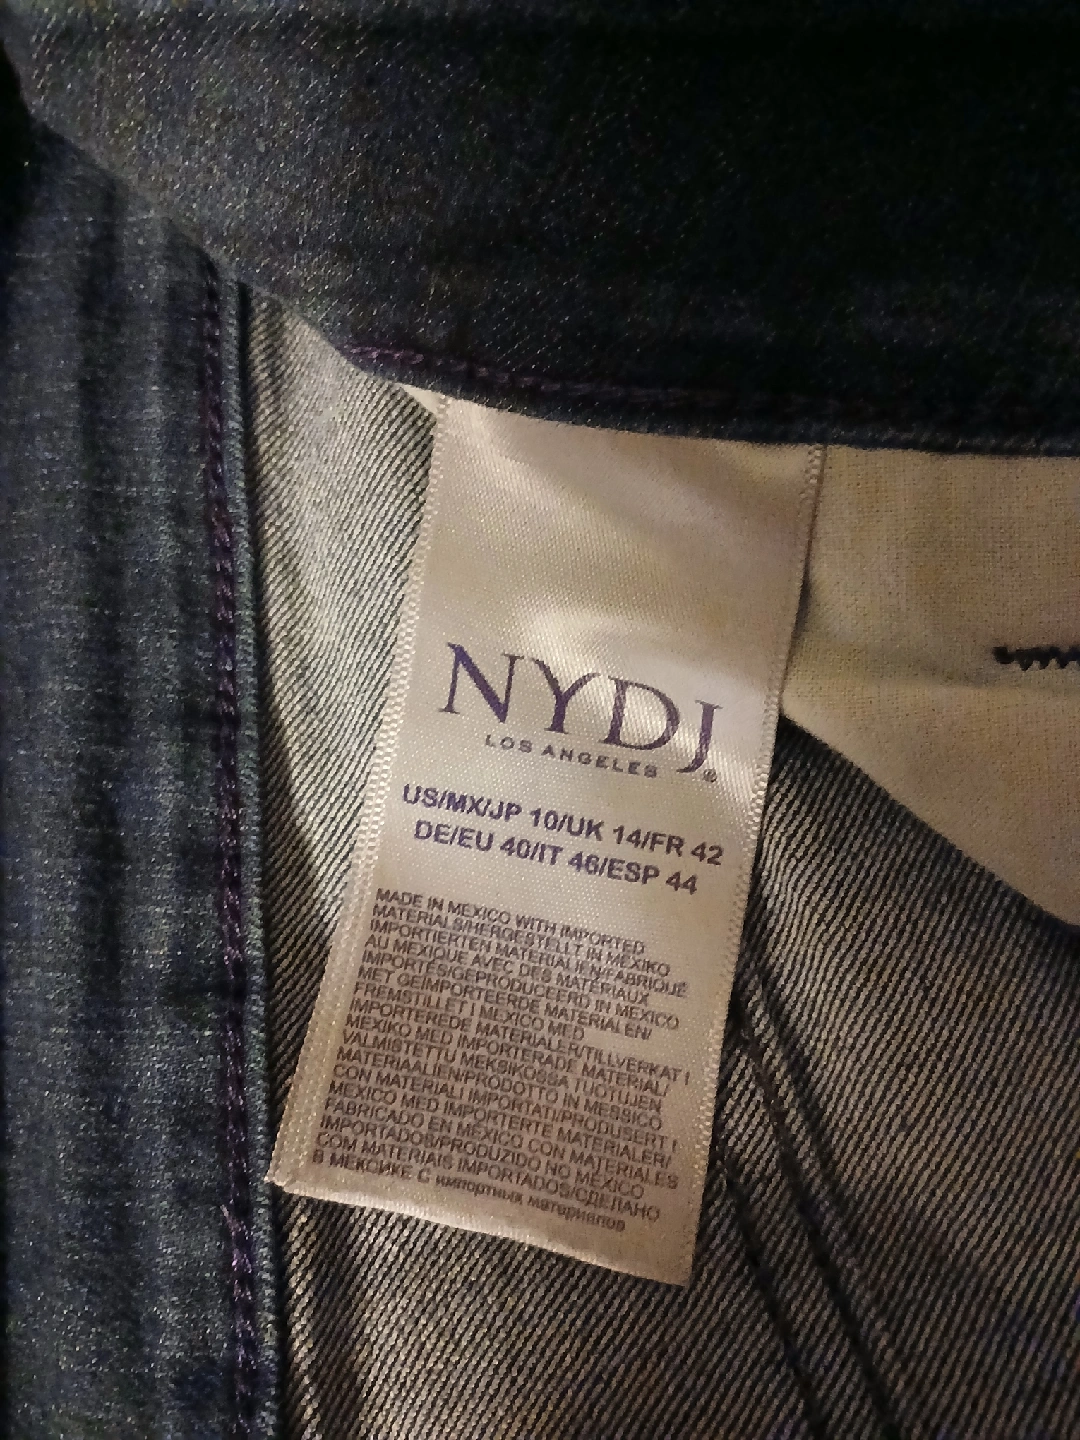 NYDJ
LOS ANGELES ®
US/MX/JP 10/UK 14/FR 42
DE/EU 40/IT 46/ESP 44
MADE IN MEXICO WITH IMPORTED
MATERIALS/HERGESTELLT IN MEXIKO
IMPORTIERTEN MATERIALIEN/FABRIQUÉ
AU MEXIQUE AVEC DES MATÉRIAUX
IMPORTÉS/GEPRODUCEERD IN MEXICO
MET GEÏMPORTEERDE MATERIALEN/
FREMSTILLET I MEXICO MED
IMPORTEREDE MATERIALER/TILLVERKAT I
MEXIKO MED IMPORTERADE MATERIAL/
VALMISTETTU MEKSIKOSSA TUOTUJEN
MATERIAALIEN/PRODOTTO IN MESSICO
CON MATERIALI IMPORTATI/PRODUSERT I
MEXICO MED IMPORTERTE MATERIALER/
FABRICADO EN MÉXICO CON MATERIALES
IMPORTADOS/PRODUZIDO NO MÉXICO
COM MATERIAIS IMPORTADOS/СДЕЛАНО
В МЕКСИКЕ С импортных материалов